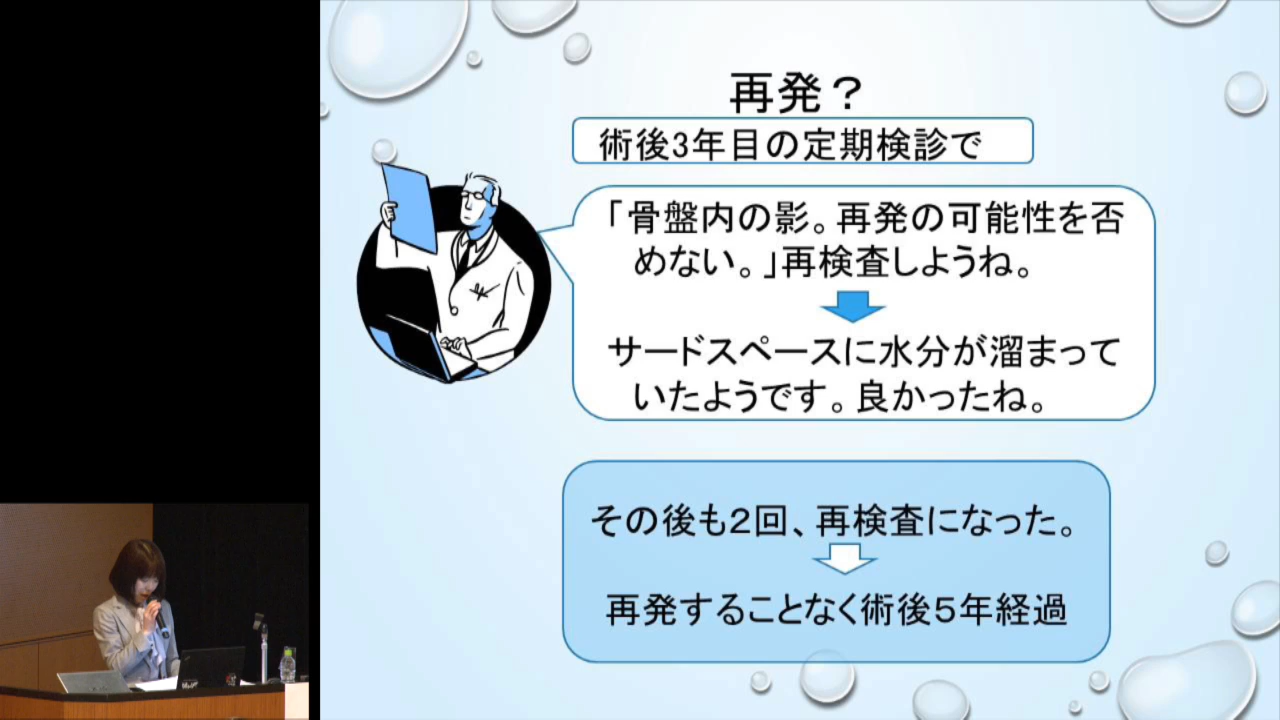 再発？
術後3年目の定期検診で
「骨盤内の影。再発の可能性を否
めない。」再検査しようね。
サードスペースに水分が溜まって
いたようです。良かったね。
その後も２回、再検査になった。
再発することなく術後５年経過